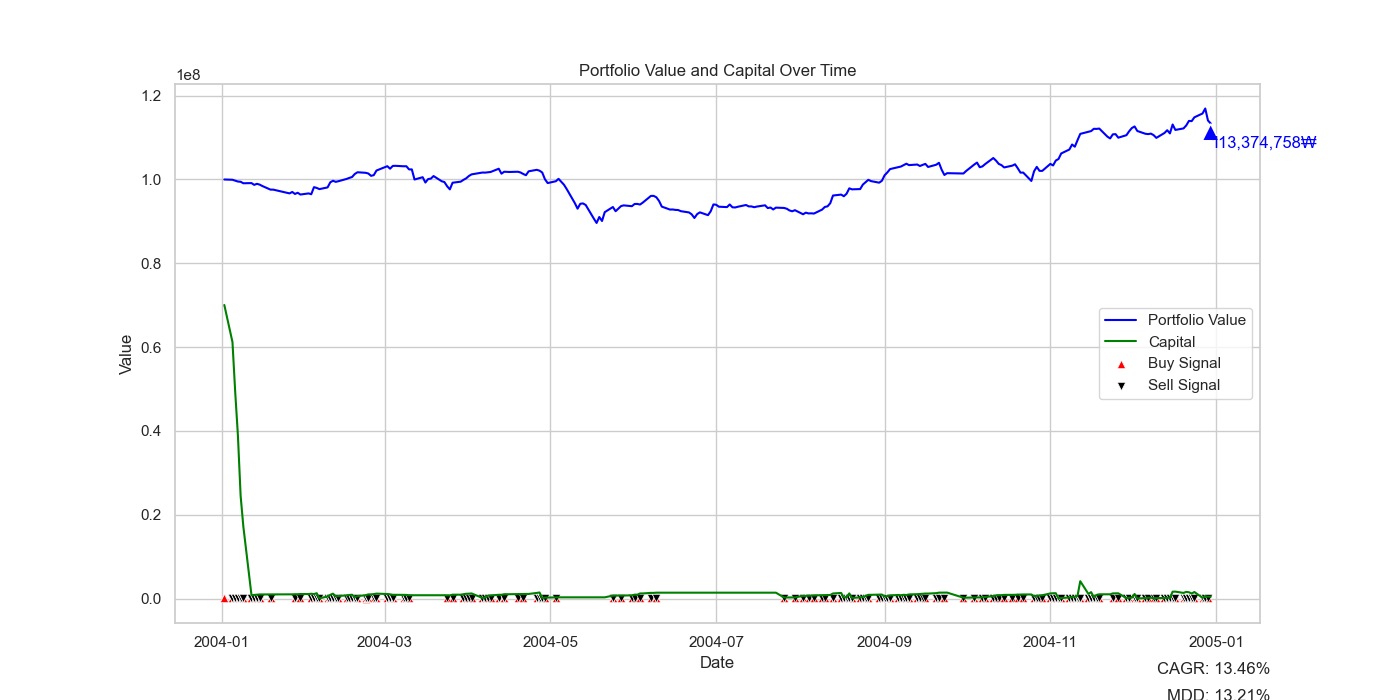 Portfolio Value and Capital Over Time
1e8
1.2
1.0
0.8
0.6
0.4
0.2
0.0
Value
113,374,758₩
Portfolio Value
Capital
Buy Signal
Sell Signal
2004-01 2004-03 2004-05 2004-07 2004-09 2004-11 2005-01
Date
CAGR: 13.46%
MDD: 13.21%